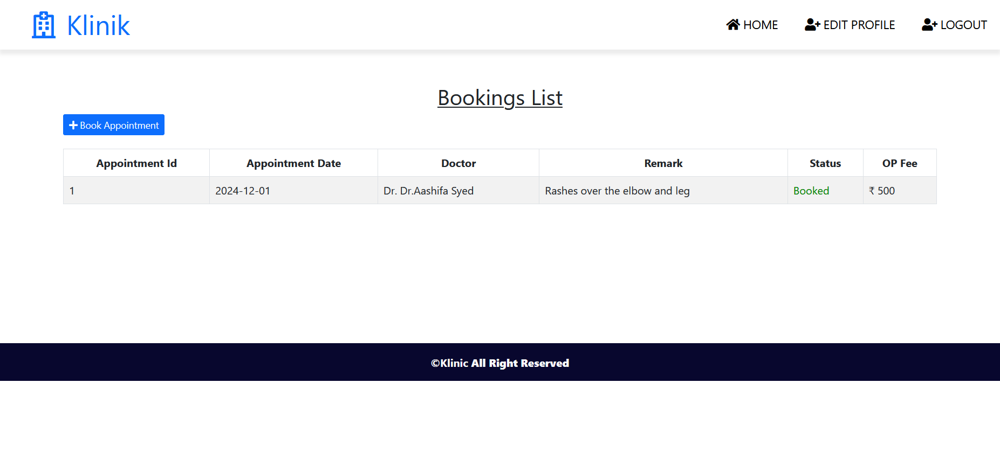 Klinik
HOME
EDIT PROFILE
LOGOUT
Bookings List
Book Appointment
Appointment Id Appointment Date Doctor Remark Status OP Fee
1 2024-12-01 Dr. Dr.Aashifa Syed Rashes over the elbow and leg Booked ₹ 500
©Klinic All Right Reserved